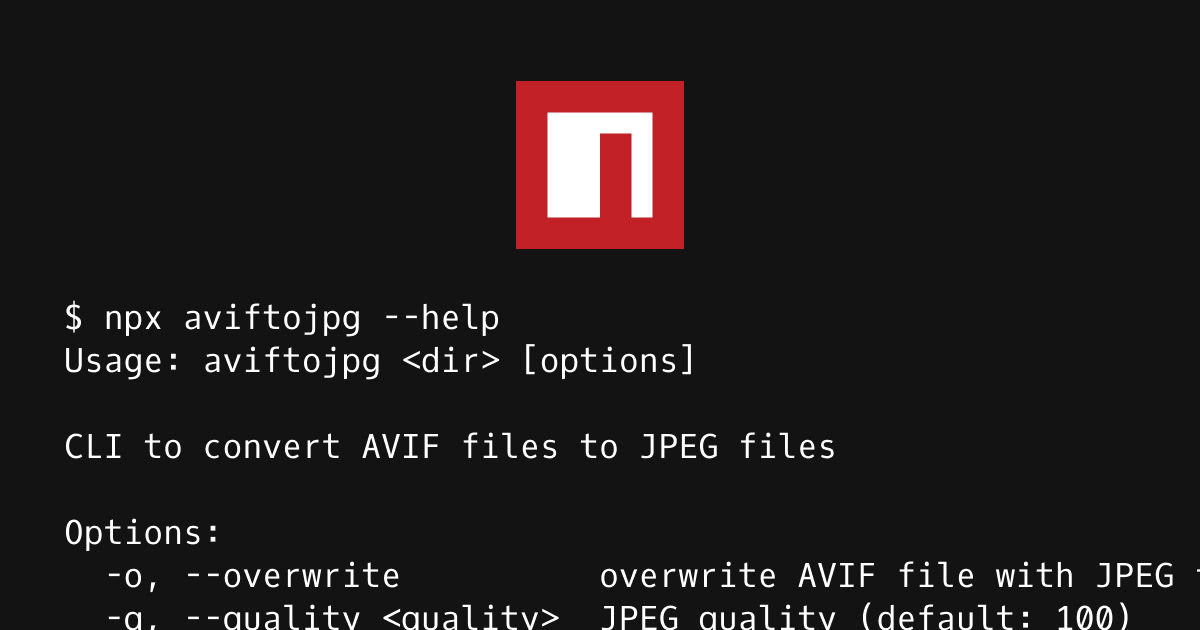 $ npx aviftojpg --help
Usage: aviftojpg <dir> [options]
CLI to convert AVIF files to JPEG files
Options:
-o, --overwrite overwrite AVIF file with JPEG
-q, --quality <quality> JPEG quality (default: 100)